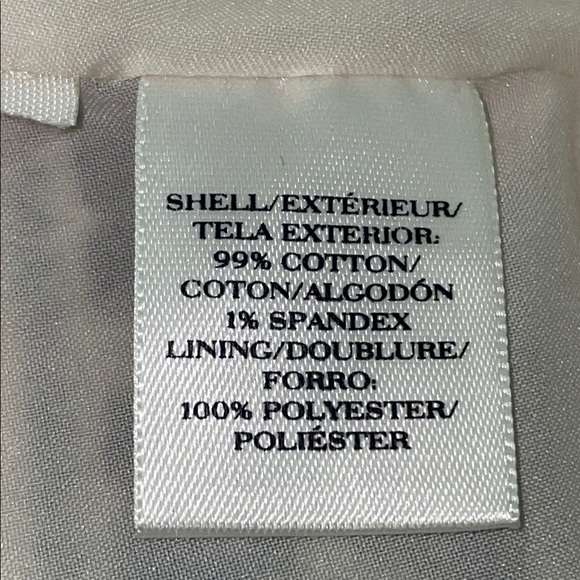 SHELL/EXTÉRIEUR/
TELA EXTERIOR:
99% COTTON/
COTON/ALGODÓN
1% SPANDEX
LINING/DOUBLURE/
FORRO:
100% POLYESTER/
POLIÉSTER